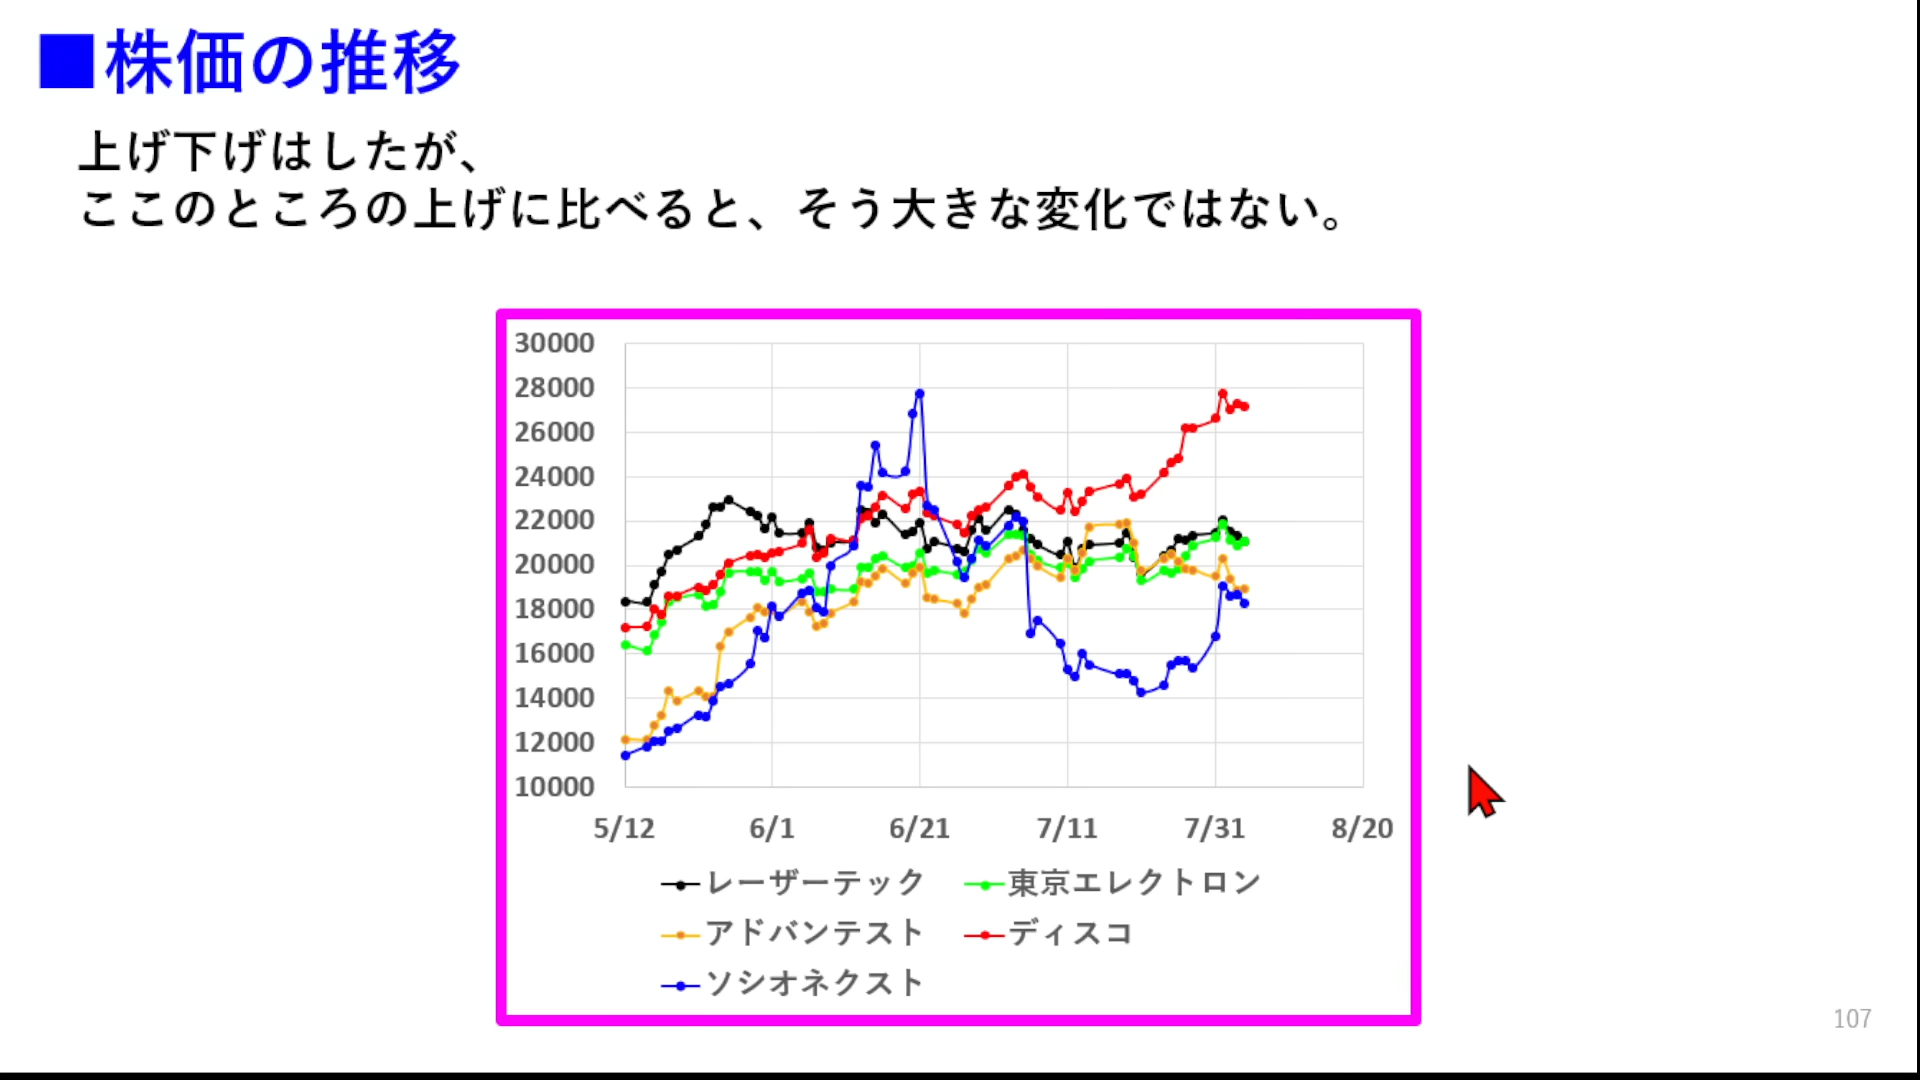 ■株価の推移
上げ下げはしたが、
ここのところの上げに比べると、そう大きな変化ではない。
30000
28000
26000
24000
22000
20000
18000
16000
14000
12000
10000
5/12 6/1 6/21 7/11 7/31 8/20
レーザーテック 東京エレクトロン
アドバンテスト ディスコ
ソシオネクスト
107